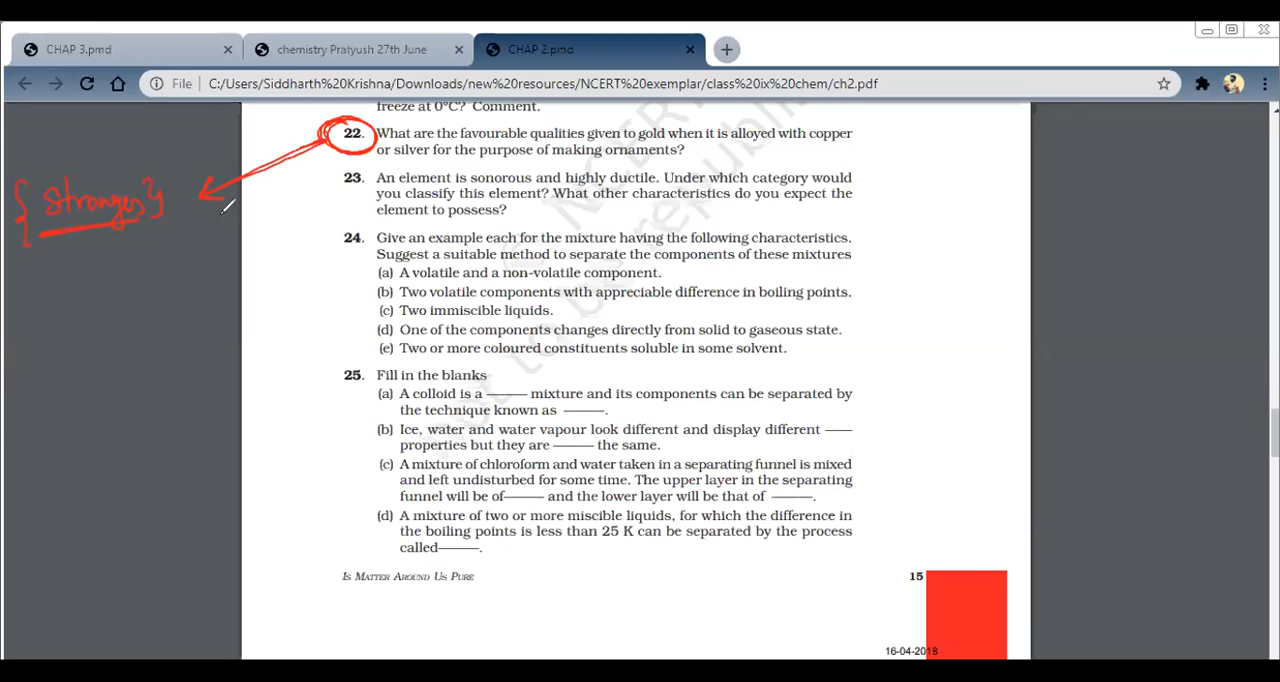 CHAP 3.pmd
chemistry Pratyush 27th June
CHAP 2.pmd
File C:/Users/Siddharth%20Krishna/Downloads/new%20resources/NCERT%20exemplar/class%20ix%20chem/ch2.pdf
freeze at 0°C? Comment.
22. What are the favourable qualities given to gold when it is alloyed with copper
or silver for the purpose of making ornaments?
{ stronges }
23. An element is sonorous and highly ductile. Under which category would
you classify this element? What other characteristics do you expect the
element to possess?
24. Give an example each for the mixture having the following characteristics.
Suggest a suitable method to separate the components of these mixtures
(a) A volatile and a non-volatile component.
(b) Two volatile components with appreciable difference in boiling points.
(c) Two immiscible liquids.
(d) One of the components changes directly from solid to gaseous state.
(e) Two or more coloured constituents soluble in some solvent.
25. Fill in the blanks
(a) A colloid is a ——— mixture and its components can be separated by
the technique known as ———.
(b) Ice, water and water vapour look different and display different ——
properties but they are ——— the same.
(c) A mixture of chloroform and water taken in a separating funnel is mixed
and left undisturbed for some time. The upper layer in the separating
funnel will be of——— and the lower layer will be that of ———.
(d) A mixture of two or more miscible liquids, for which the difference in
the boiling points is less than 25 K can be separated by the process
called———.
IS MATTER AROUND US PURE 15
16-04-2018
© NCERT
not to be republished